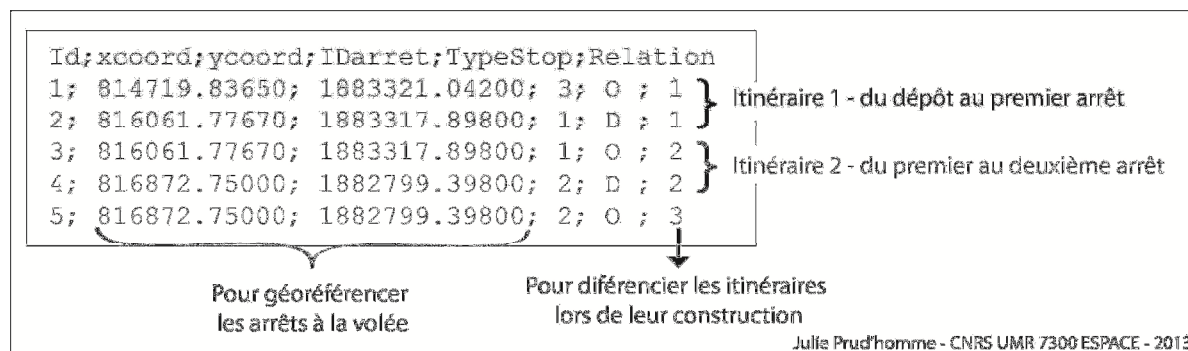 Id;xcoord;ycoord;IDarret;TypeStop;Relation
1; 814719.83650; 1883321.04200; 3; O ; 1
2; 816061.77670; 1883317.89800; 1; D ; 1
Itinéraire 1 - du dépôt au premier arrêt
3; 816061.77670; 1883317.89800; 1; O ; 2
4; 816872.75000; 1882799.39800; 2; D ; 2
Itinéraire 2 - du premier au deuxième arrêt
5; 816872.75000; 1882799.39800; 2; O ; 3
Pour géoréférencer
les arrêts à la volée
Pour diférencier les itinéraires
lors de leur construction
Julie Prud'homme - CNRS UMR 7300 ESPACE - 2013